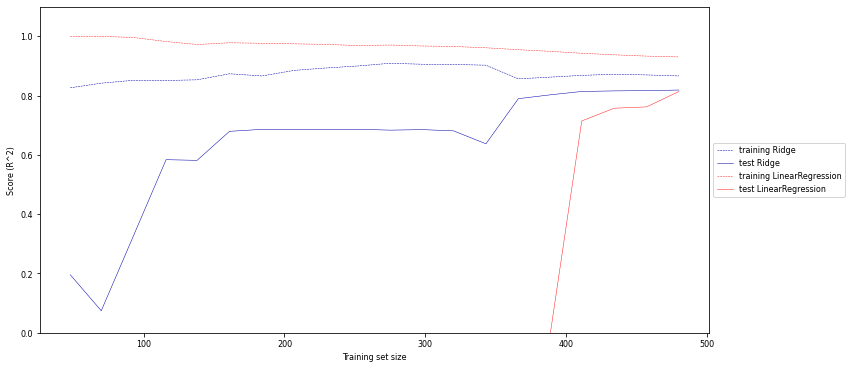 1.0
0.8
0.6
0.4
0.2
0.0
Score (R^2)
100
200
300
400
500
Training set size
training Ridge
test Ridge
training LinearRegression
test LinearRegression